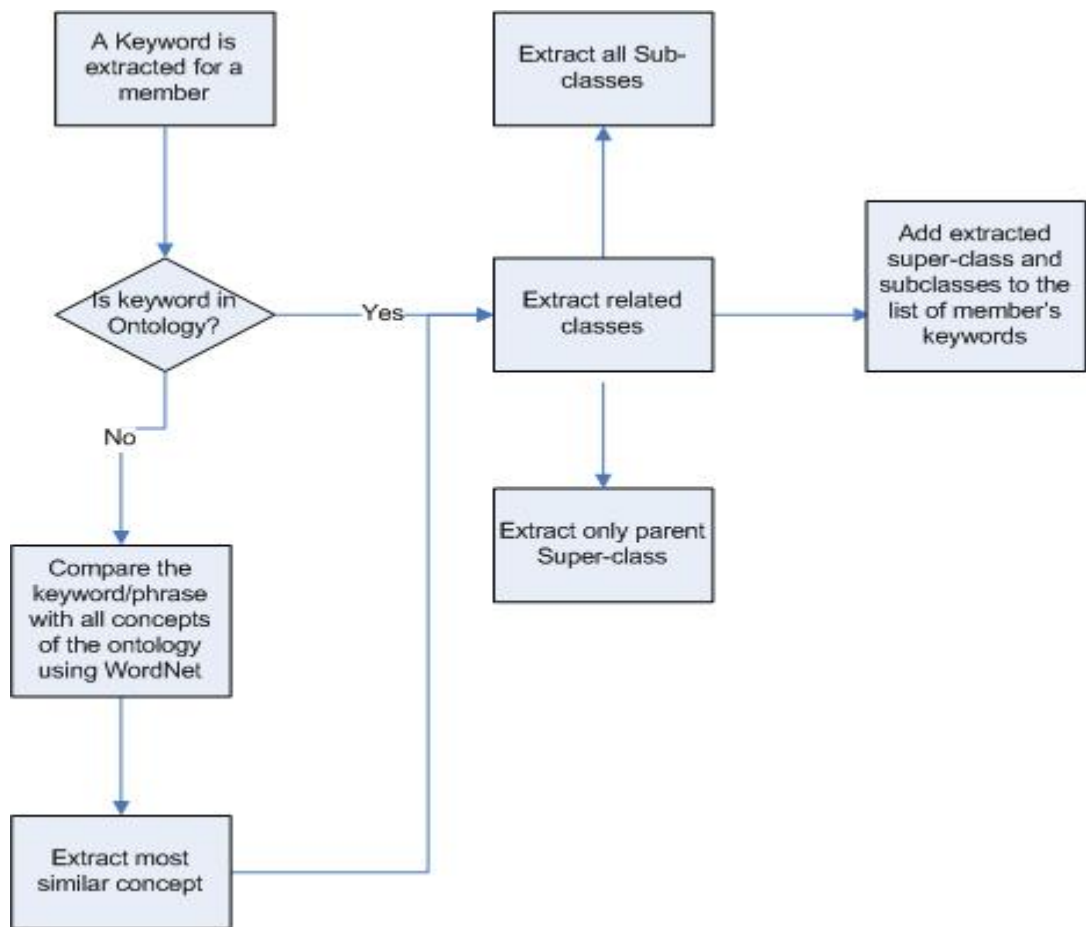 A Keyword is
extracted for a
member
Is keyword in
Ontology?
Yes
No
Compare the
keyword/phrase
with all concepts
of the ontology
using WordNet
Extract most
similar concept
Extract all Sub-
classes
Extract related
classes
Extract only parent
Super-class
Add extracted
super-class and
subclasses to the
list of member's
keywords